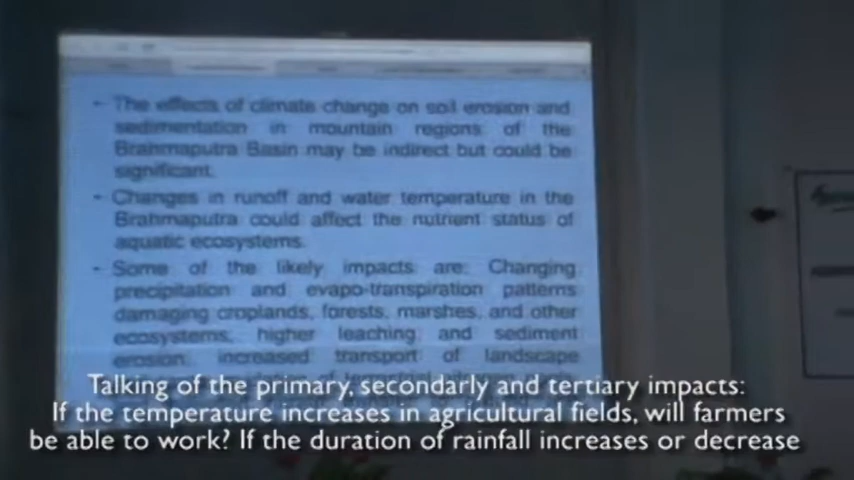 The effects of climate change on soil erosion and
sedimentation in mountain regions of the
Brahmaputra Basin may be indirect but could be
significant.
Changes in runoff and water temperature in the
Brahmaputra could affect the nutrient status of
aquatic ecosystems.
Some of the likely impacts are: Changing
precipitation and evapo-transpiration patterns
damaging croplands, forests, marshes, and other
ecosystems; higher leaching and sediment
erosion; increased transport of landscape
Talking of the primary, secondarly and tertiary impacts:
If the temperature increases in agricultural fields, will farmers
be able to work? If the duration of rainfall increases or decrease